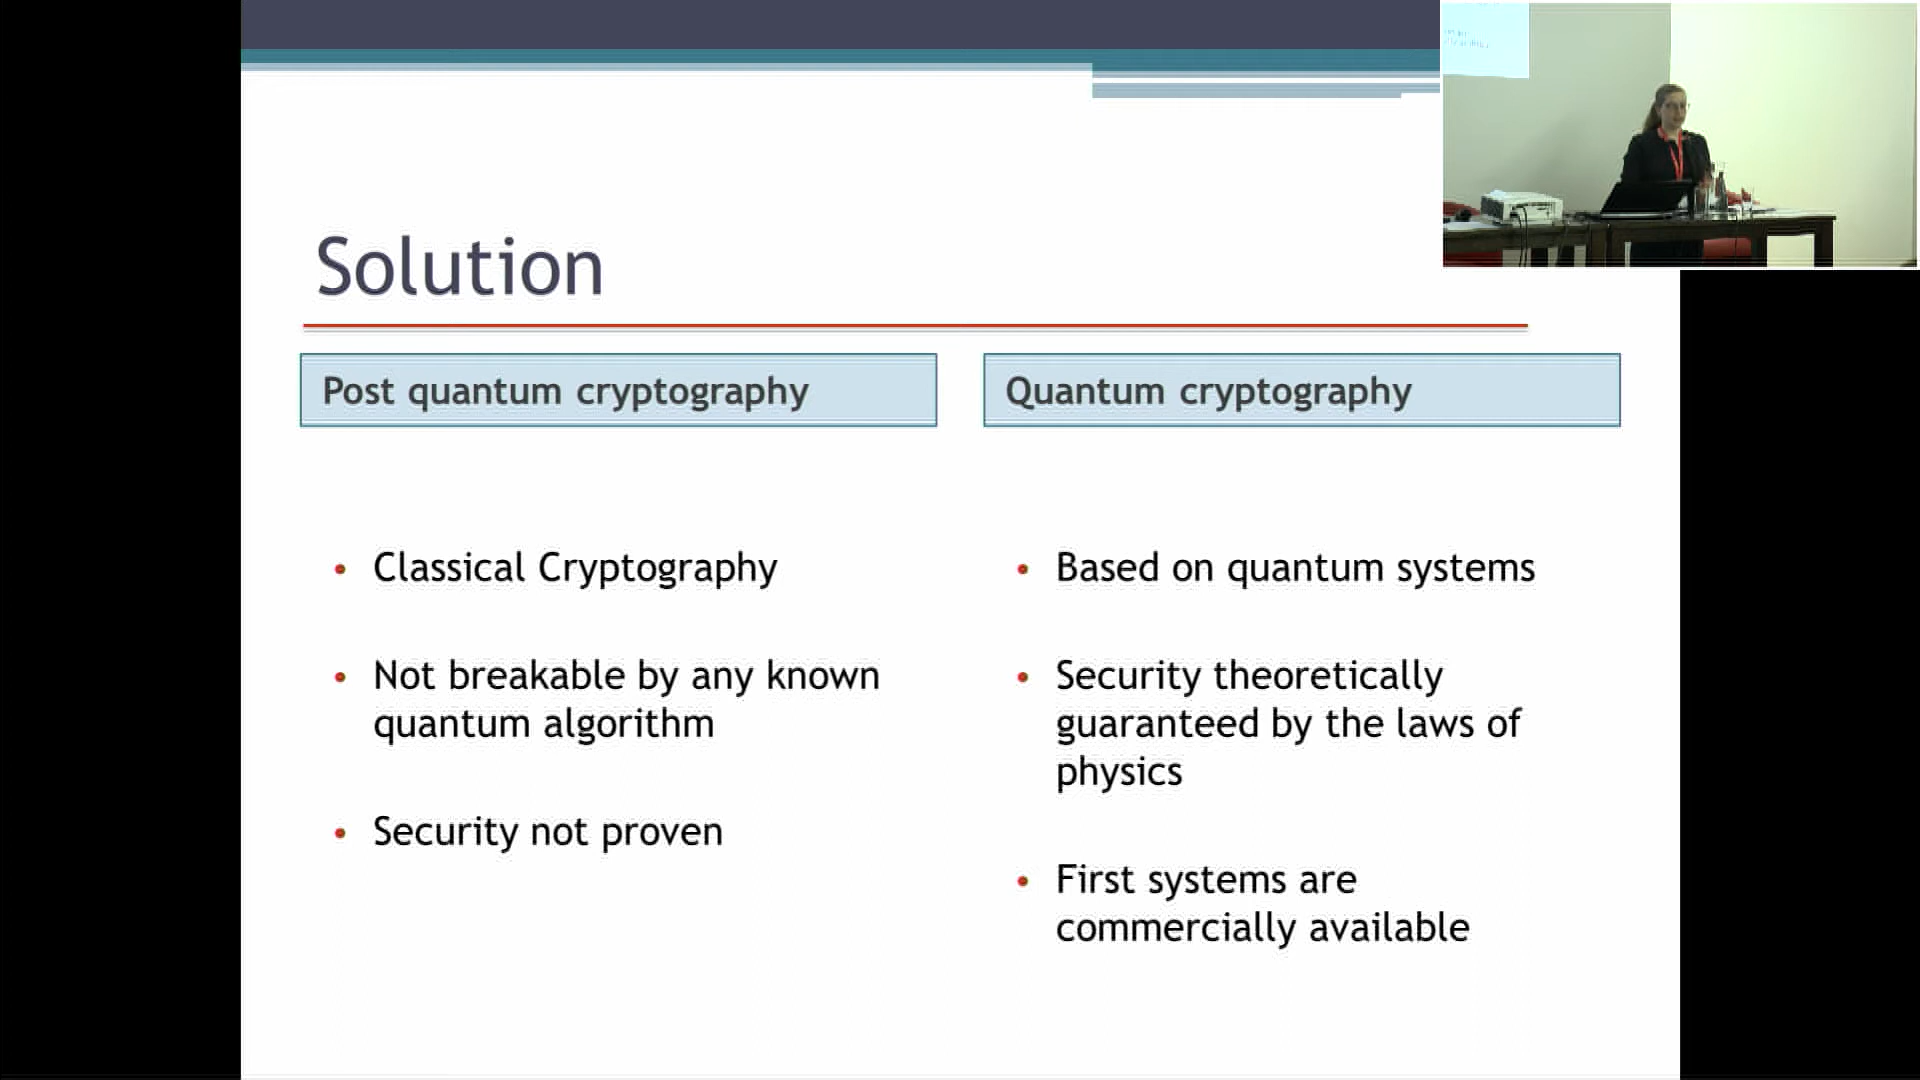 Solution
Post quantum cryptography
Classical Cryptography
Not breakable by any known
quantum algorithm
Security not proven
Quantum cryptography
Based on quantum systems
Security theoretically
guaranteed by the laws of
physics
First systems are
commercially available